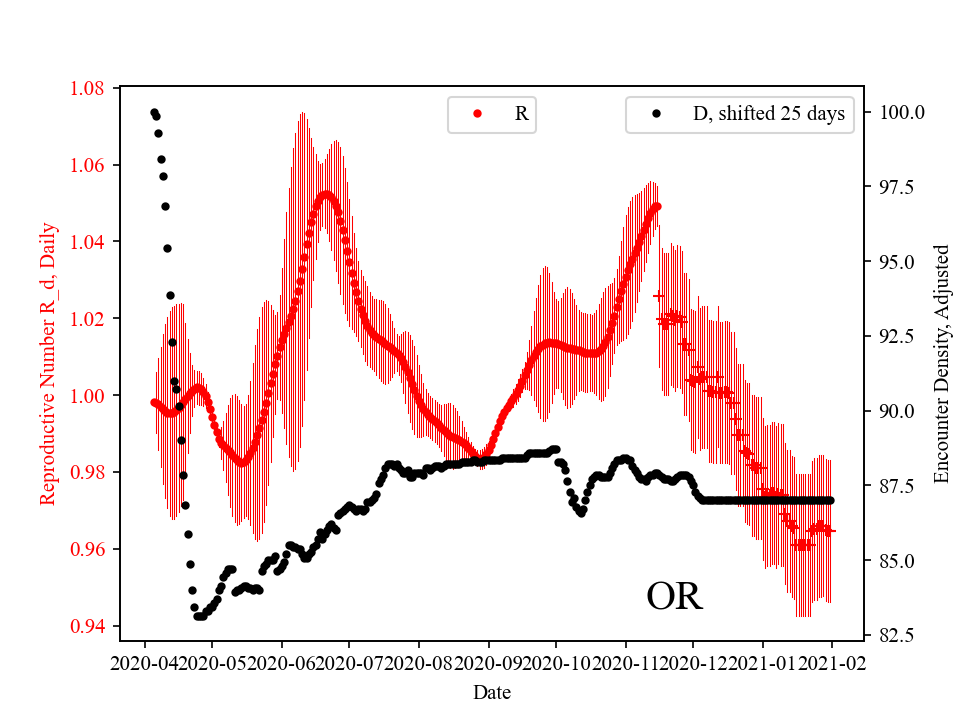 R
D, shifted 25 days
1.08
1.06
1.04
1.02
1.00
0.98
0.96
0.94
Reproductive Number R_d, Daily
100.0
97.5
95.0
92.5
90.0
87.5
85.0
82.5
Encounter Density, Adjusted
OR
2020-04 2020-05 2020-06 2020-07 2020-08 2020-09 2020-10 2020-11 2020-12 2021-01 2021-02
Date